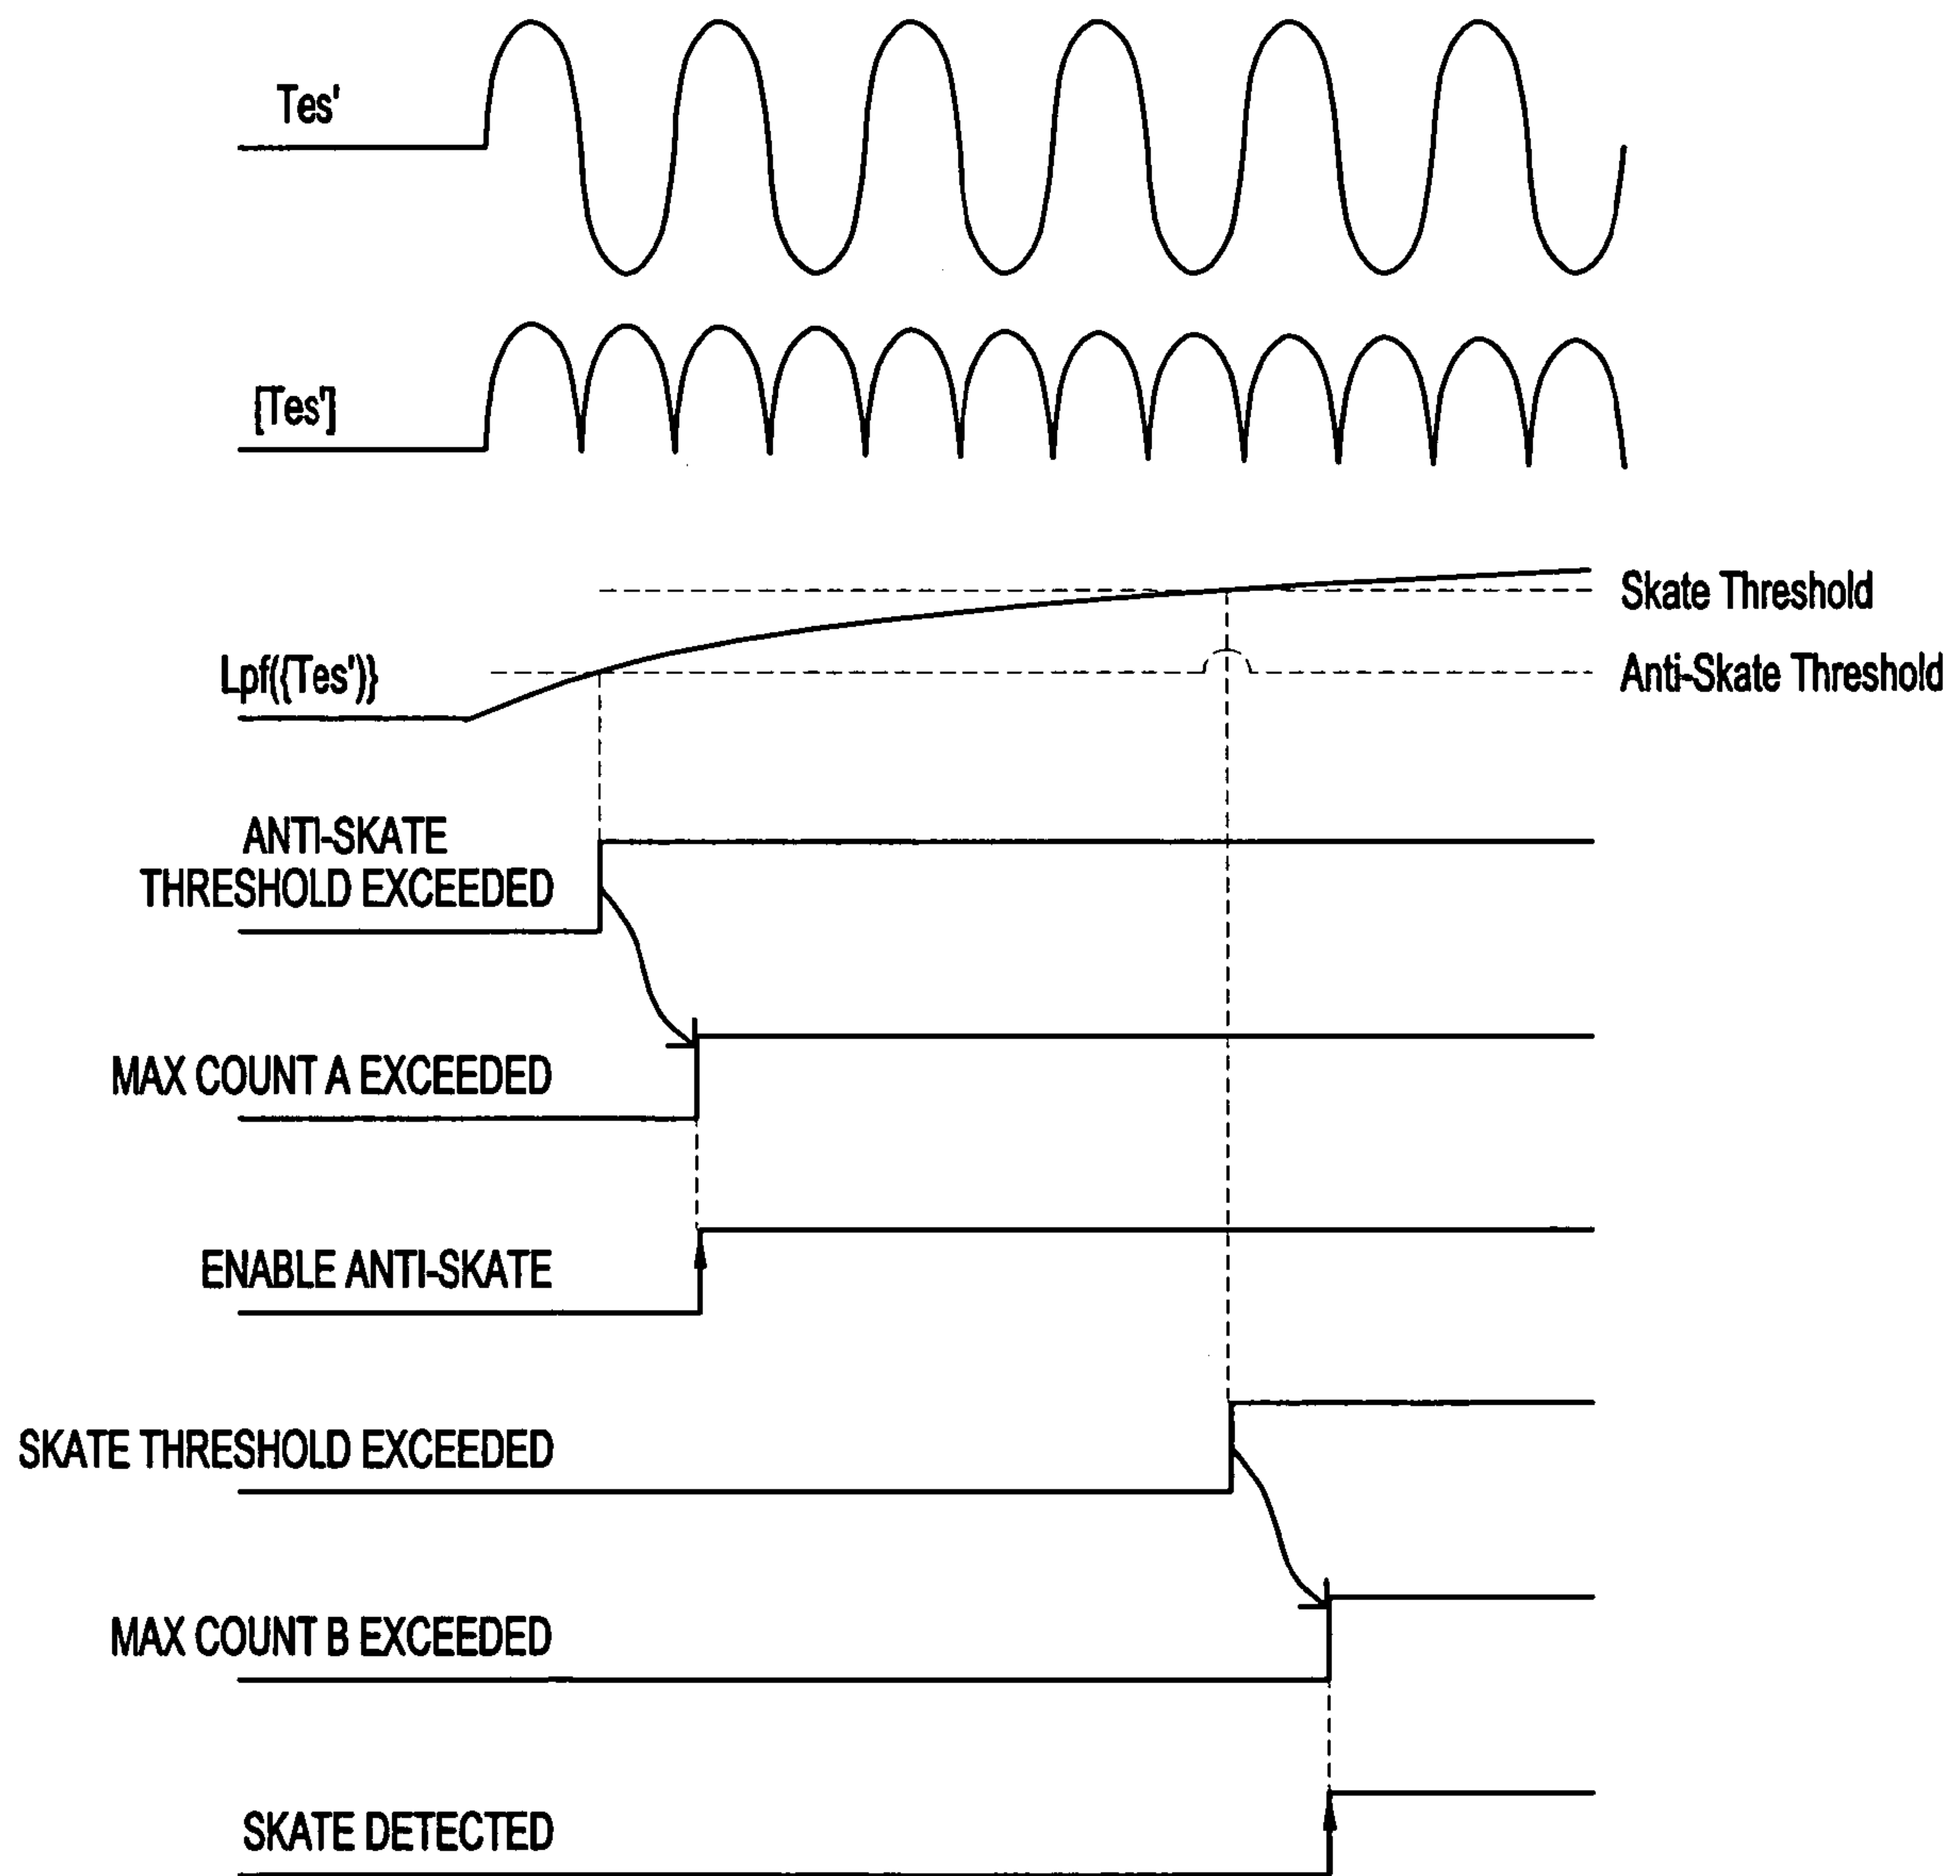 Tes'
[Tes']
Skate Threshold
Lpf({Tes')}
Anti-Skate Threshold
ANTI-SKATE
THRESHOLD EXCEEDED
MAX COUNT A EXCEEDED
ENABLE ANTI-SKATE
SKATE THRESHOLD EXCEEDED
MAX COUNT B EXCEEDED
SKATE DETECTED